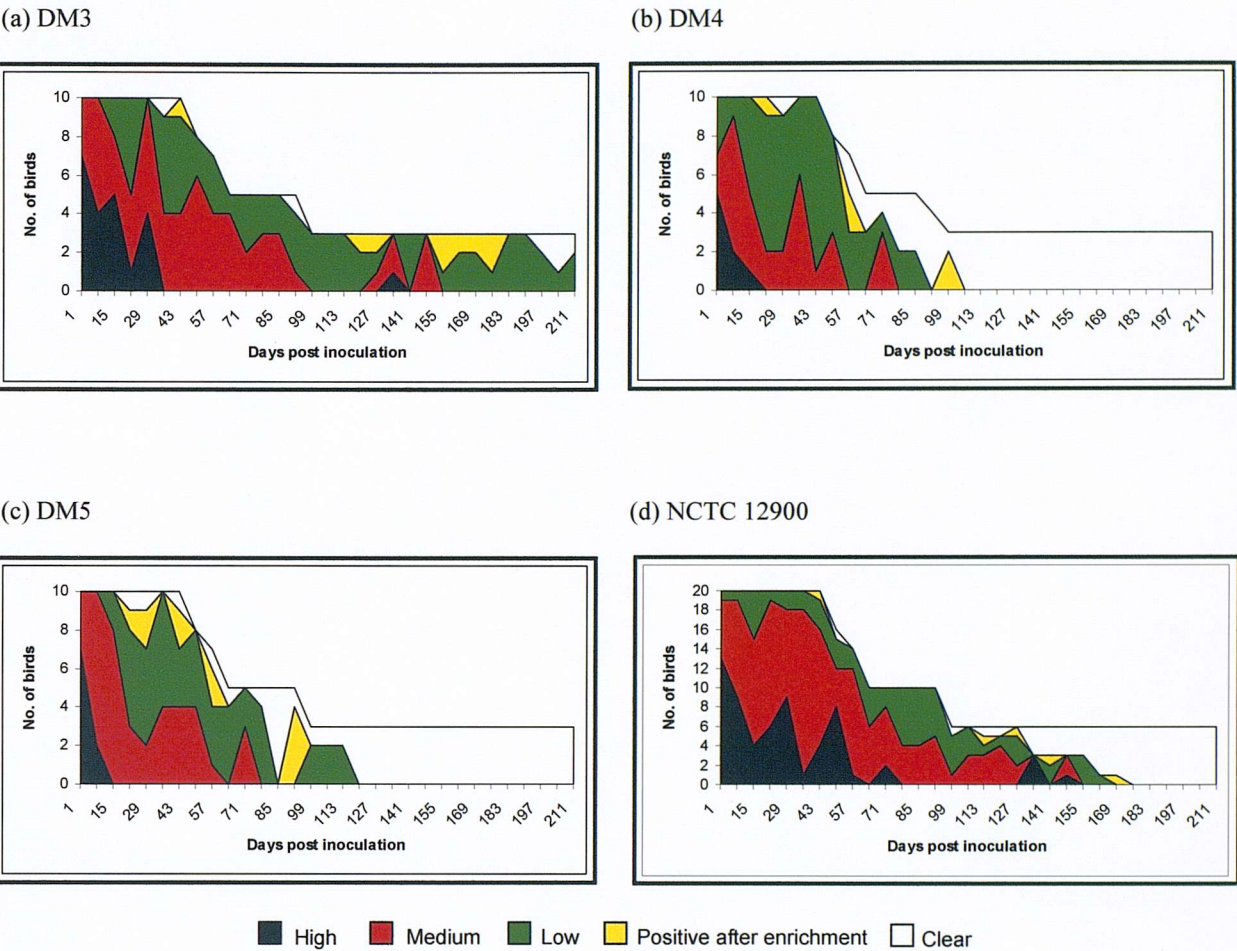 (a) DM3
No. of birds
10
8
6
4
2
0
1 15 29 43 57 71 85 99 113 127 141 155 169 183 197 211
Days post inoculation
(b) DM4
No. of birds
10
8
6
4
2
0
1 15 29 43 57 71 85 99 113 127 141 155 169 183 197 211
Days post inoculation
(c) DM5
No. of birds
10
8
6
4
2
0
1 15 29 43 57 71 85 99 113 127 141 155 169 183 197 211
Days post inoculation
(d) NCTC 12900
No. of birds
20
18
16
14
12
10
8
6
4
2
0
1 15 29 43 57 71 85 99 113 127 141 155 169 183 197 211
Days post inoculation
High Medium Low Positive after enrichment Clear